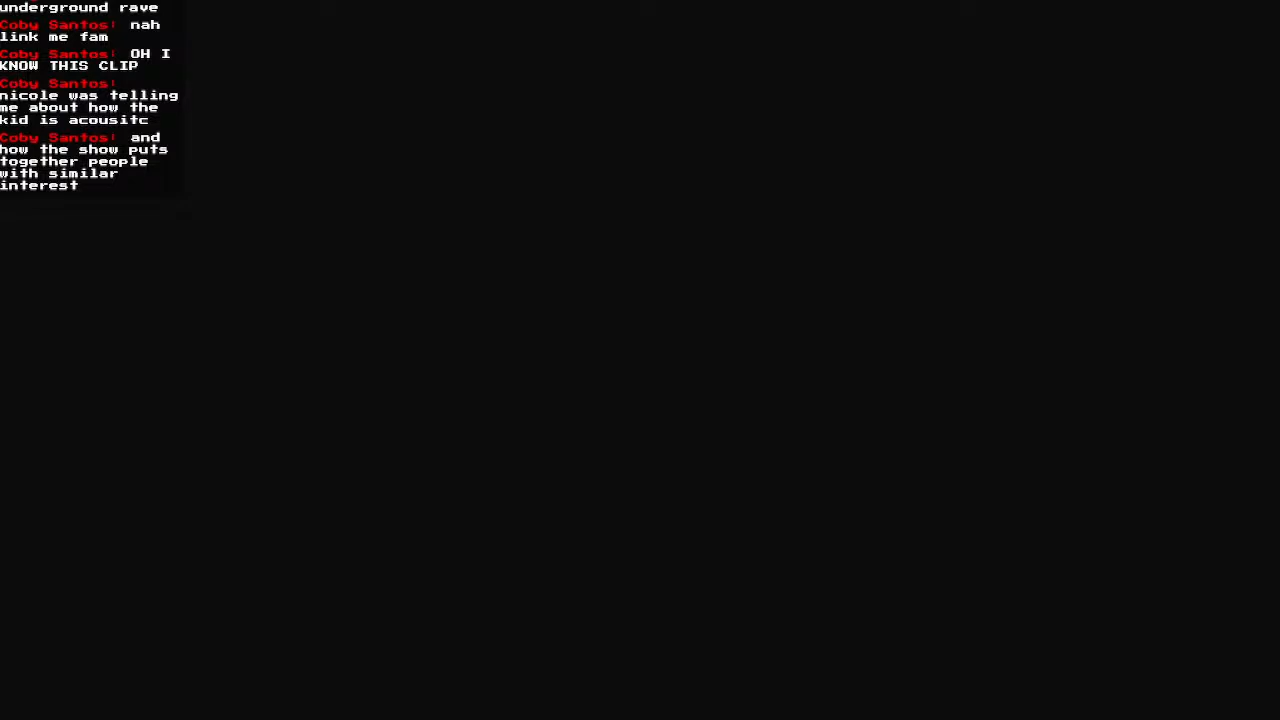 underground rave
Coby Santos: nah
link me fam
Coby Santos: OH I
KNOW THIS CLIP
Coby Santos:
nicole was telling
me about how the
kid is acousitc
Coby Santos: and
how the show puts
together people
with similar
interest